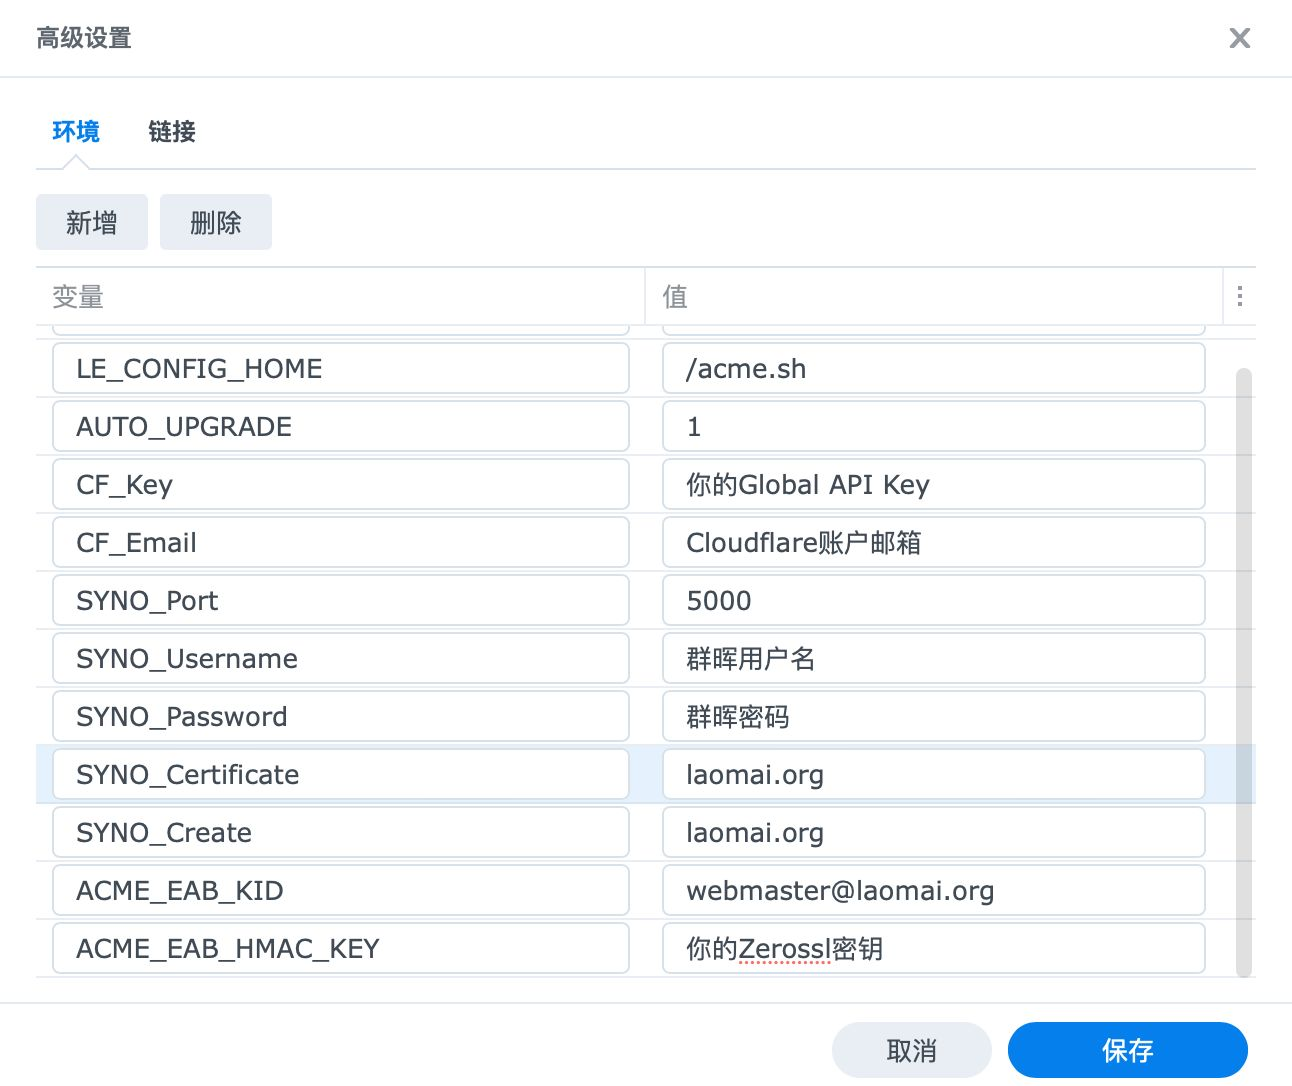 高级设置
环境 链接
新增 删除
变量 值
LE_CONFIG_HOME /acme.sh
AUTO_UPGRADE 1
CF_Key 你的Global API Key
CF_Email Cloudflare账户邮箱
SYNO_Port 5000
SYNO_Username 群晖用户名
SYNO_Password 群晖密码
SYNO_Certificate laomai.org
SYNO_Create laomai.org
ACME_EAB_KID webmaster@laomai.org
ACME_EAB_HMAC_KEY 你的Zerossl密钥
取消 保存